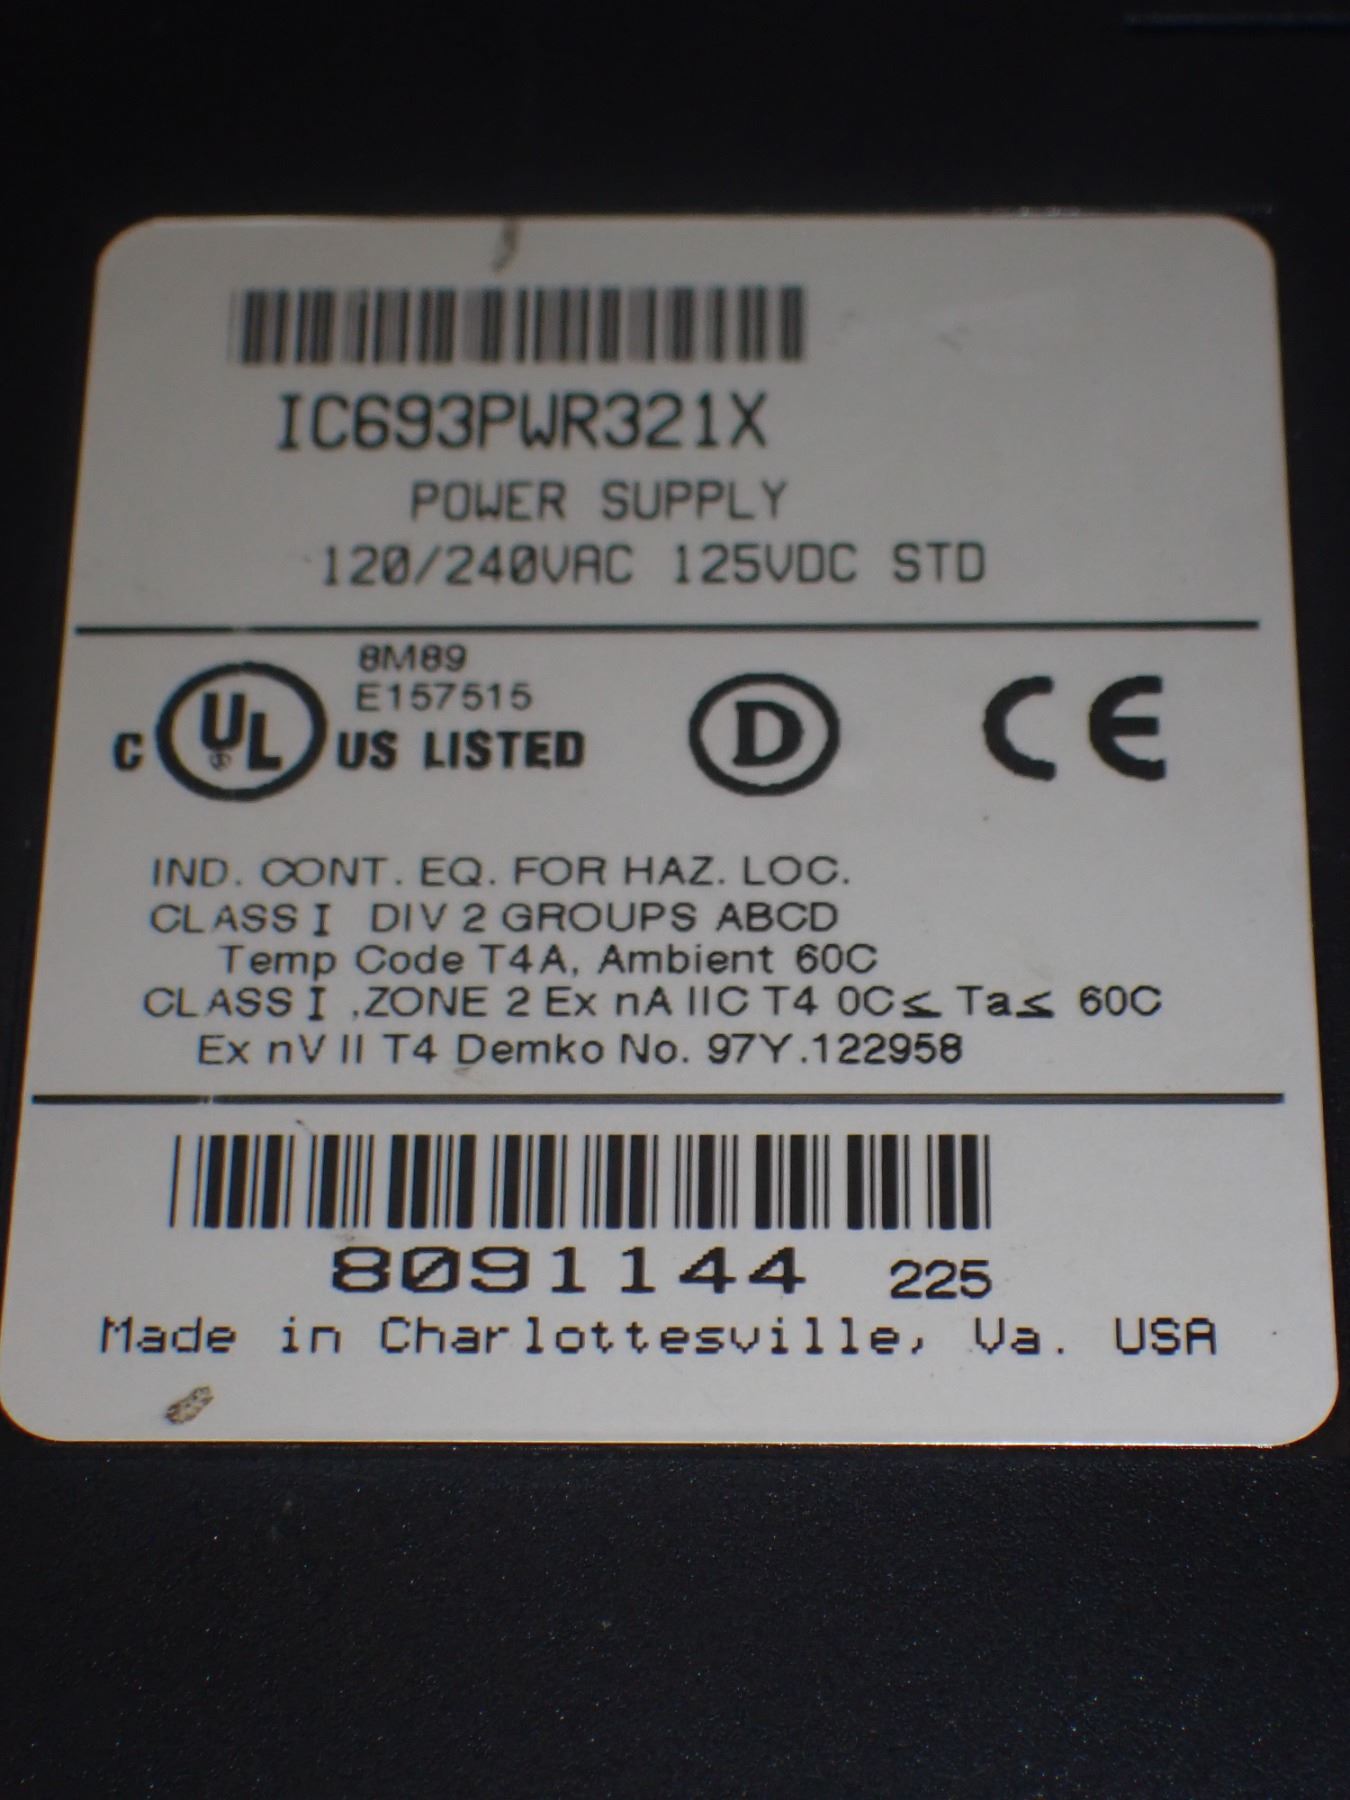 IC693PWR321X
POWER SUPPLY
120/240VAC 125VDC STD
8M89
E157515
C UL US LISTED
D
CE
IND. CONT. EQ. FOR HAZ. LOC.
CLASS I DIV 2 GROUPS ABCD
Temp Code T4A, Ambient 60C
CLASS I ,ZONE 2 Ex nA IIC T4 0C≤ Ta≤ 60C
Ex nV II T4 Demko No. 97Y.122958
8091144 225
Made in Charlottesville, Va. USA